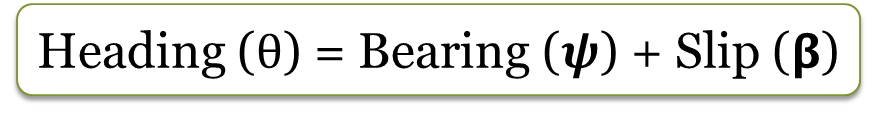 Heading (θ) = Bearing (ψ) + Slip (β)